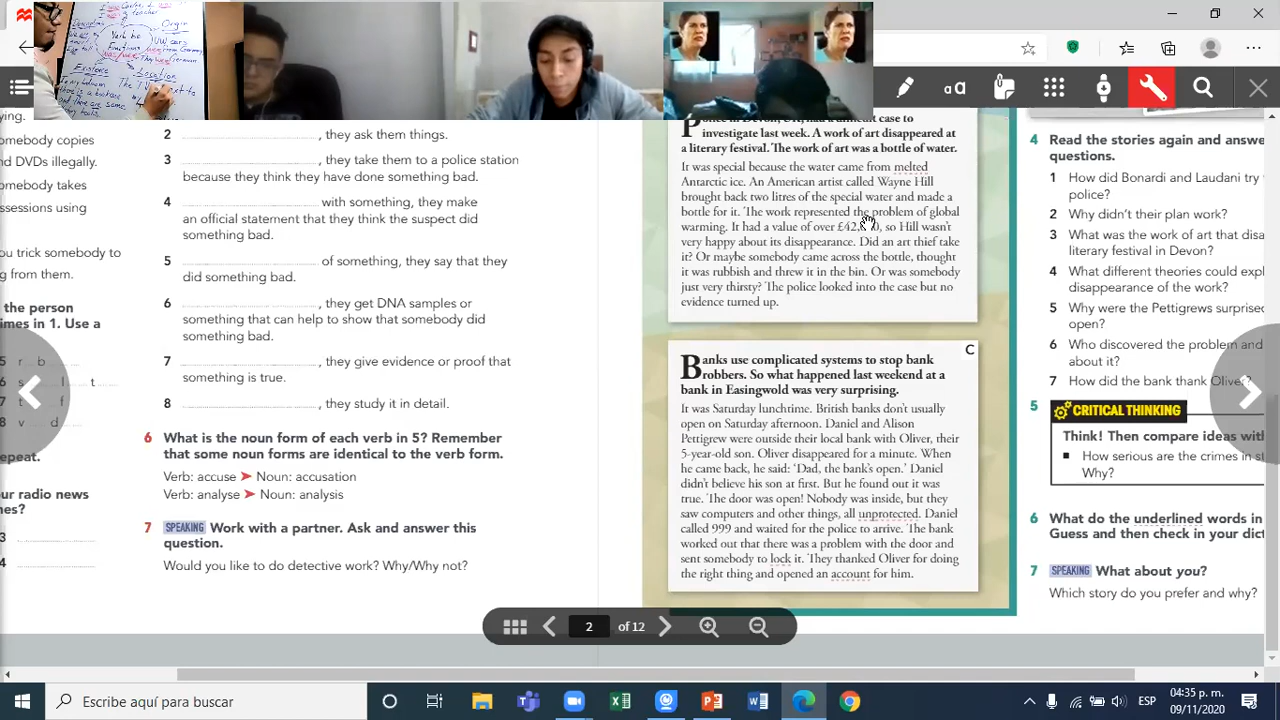 Oxygen
Evidence
ying.
omebody copies
nd DVDs illegally.
omebody takes
ssessions using
ou trick somebody to
g from them.
the person
imes in 1. Use a
5 r b
6 s l t
7 t f
8 v d
epeat.
ur radio news
nes?
3
4
2 , they ask them things.
3 , they take them to a police station
because they think they have done something bad.
4 with something, they make
an official statement that they think the suspect did
something bad.
5 of something, they say that they
did something bad.
6 , they get DNA samples or
something that can help to show that somebody did
something bad.
7 , they give evidence or proof that
something is true.
8 , they study it in detail.
6 What is the noun form of each verb in 5? Remember
that some noun forms are identical to the verb form.
Verb: accuse ➤ Noun: accusation
Verb: analyse ➤ Noun: analysis
7 SPEAKING Work with a partner. Ask and answer this
question.
Would you like to do detective work? Why/Why not?
Police in Devon, UK, had a difficult case to
investigate last week. A work of art disappeared at
a literary festival. The work of art was a bottle of water.
It was special because the water came from melted
Antarctic ice. An American artist called Wayne Hill
brought back two litres of the special water and made a
bottle for it. The work represented the problem of global
warming. It had a value of over £42, 0, so Hill wasn't
very happy about its disappearance. Did an art thief take
it? Or maybe somebody came across the bottle, thought
it was rubbish and threw it in the bin. Or was somebody
just very thirsty? The police looked into the case but no
evidence turned up.
C
Banks use complicated systems to stop bank
robbers. So what happened last weekend at a
bank in Easingwold was very surprising.
It was Saturday lunchtime. British banks don't usually
open on Saturday afternoon. Daniel and Alison
Pettigrew were outside their local bank with Oliver, their
5-year-old son. Oliver disappeared for a minute. When
he came back, he said: 'Dad, the bank's open.' Daniel
didn't believe his son at first. But he found out it was
true. The door was open! Nobody was inside, but they
saw computers and other things, all unprotected. Daniel
called 999 and waited for the police to arrive. The bank
worked out that there was a problem with the door and
sent somebody to lock it. They thanked Oliver for doing
the right thing and opened an account for him.
4 Read the stories again and answ
questions.
1 How did Bonardi and Laudani try
police?
2 Why didn't their plan work?
3 What was the work of art that disa
literary festival in Devon?
4 What different theories could expl
disappearance of the work?
5 Why were the Pettigrews surprised
open?
6 Who discovered the problem and
about it?
7 How did the bank thank Oliver?
5 CRITICAL THINKING
Think! Then compare ideas with
■ How serious are the crimes in st
Why?
6 What do the underlined words in
Guess and then check in your dict
7 SPEAKING What about you?
Which story do you prefer and why?
2 of 12
aa
Escribe aquí para buscar
ESP
04:35 p. m.
09/11/2020